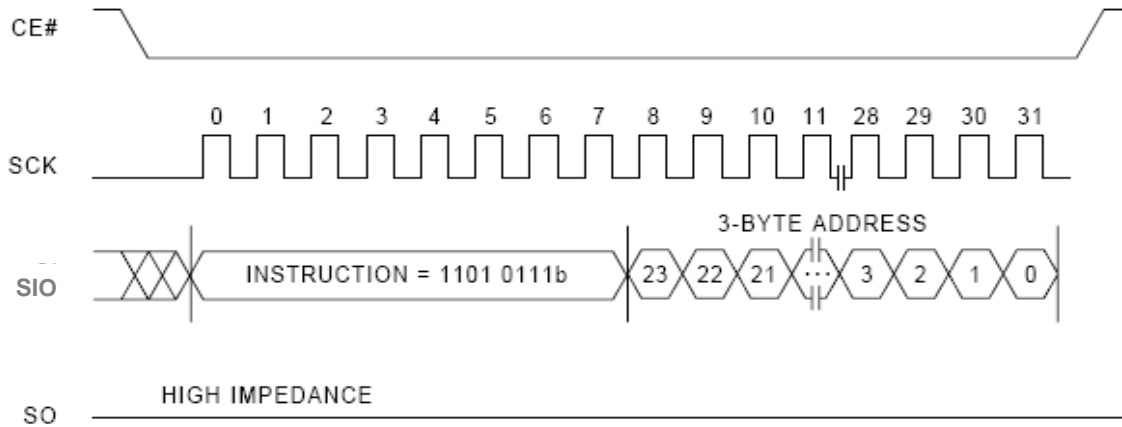 CE#
0 1 2 3 4 5 6 7 8 9 10 11 28 29 30 31
SCK
3-BYTE ADDRESS
INSTRUCTION = 1101 0111b 23 22 21 ... 3 2 1 0
SIO
HIGH IMPEDANCE
SO